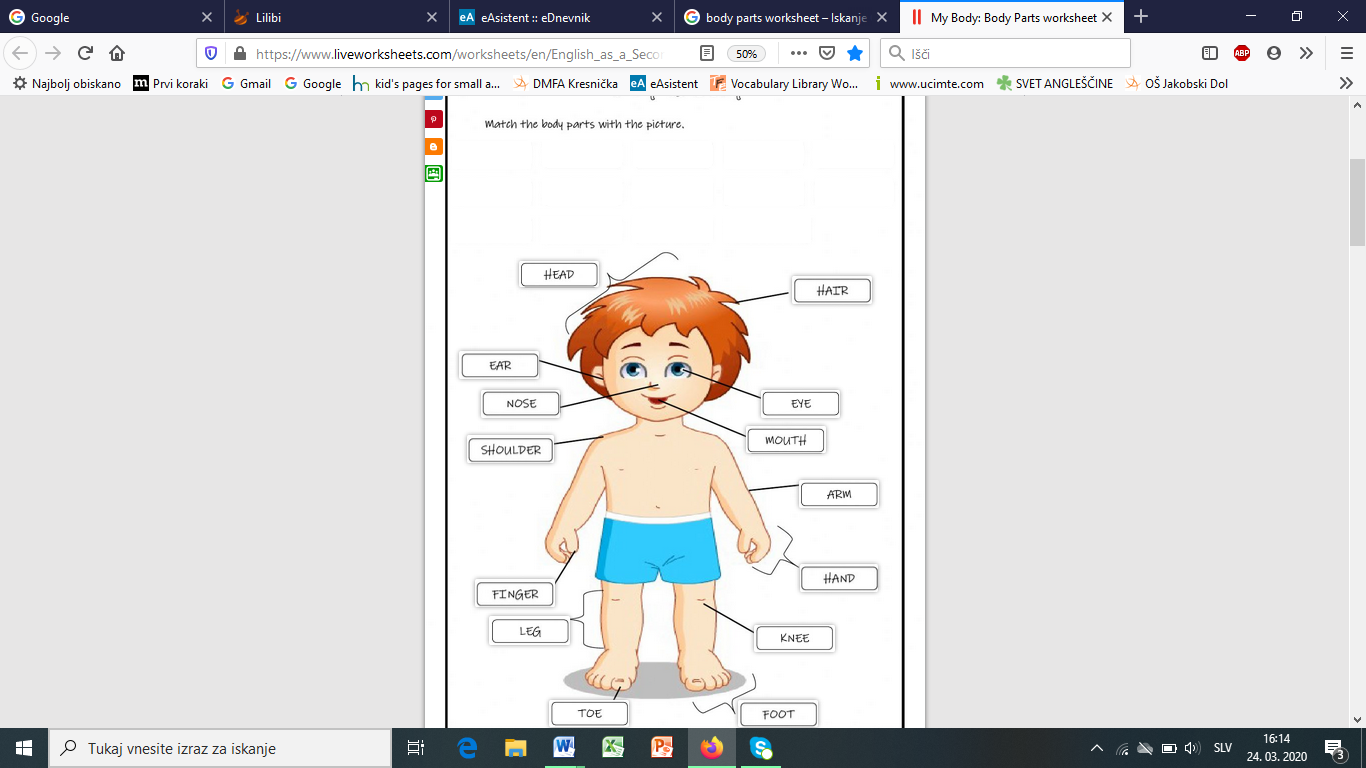 Google
Lilibi
eAsistent :: eDnevnik
body parts worksheet – Iskanje
My Body: Body Parts worksheet
https://www.liveworksheets.com/worksheets/en/English_as_a_Seco
50%
Išči
Najbolj obiskano
Prvi koraki
Gmail
Google
kid's pages for small a...
DMFA Kresnička
eAsistent
Vocabulary Library Wo...
www.ucimte.com
SVET ANGLEŠČINE
OŠ Jakobski Dol
Match the body parts with the picture.
HEAD
HAIR
EAR
NOSE
EYE
MOUTH
SHOULDER
ARM
HAND
FINGER
LEG
KNEE
TOE
FOOT
Tukaj vnesite izraz za iskanje
SLV
16:14
24. 03. 2020
3